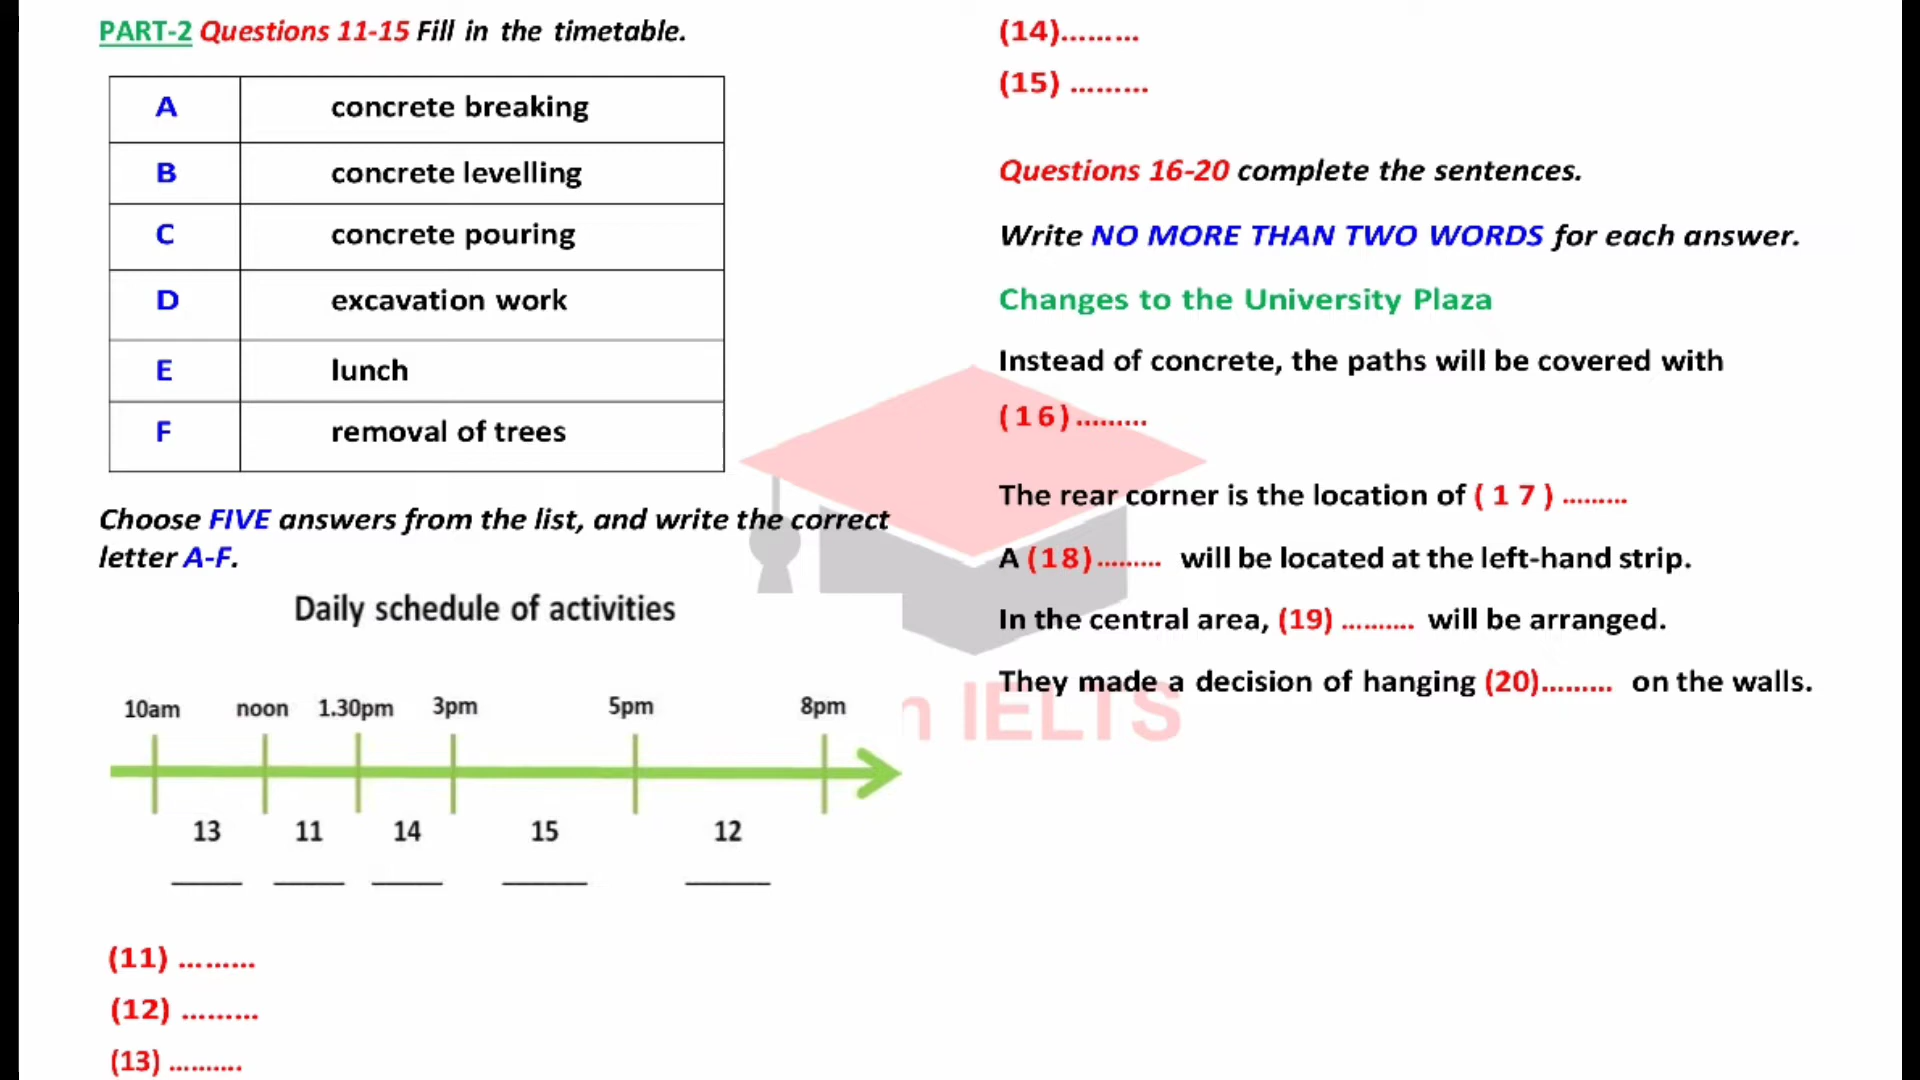 PART-2 Questions 11-15 Fill in the timetable.
A concrete breaking
B concrete levelling
C concrete pouring
D excavation work
E lunch
F removal of trees
Choose FIVE answers from the list, and write the correct
letter A-F.
Daily schedule of activities
10am noon 1.30pm 3pm 5pm 8pm
13 11 14 15 12
(11) .........
(12) .........
(13) .........
(14).........
(15) .........
Questions 16-20 complete the sentences.
Write NO MORE THAN TWO WORDS for each answer.
Changes to the University Plaza
Instead of concrete, the paths will be covered with
(16).........
The rear corner is the location of (17) .........
A (18)......... will be located at the left-hand strip.
In the central area, (19) .......... will be arranged.
They made a decision of hanging (20)......... on the walls.
n IELTS